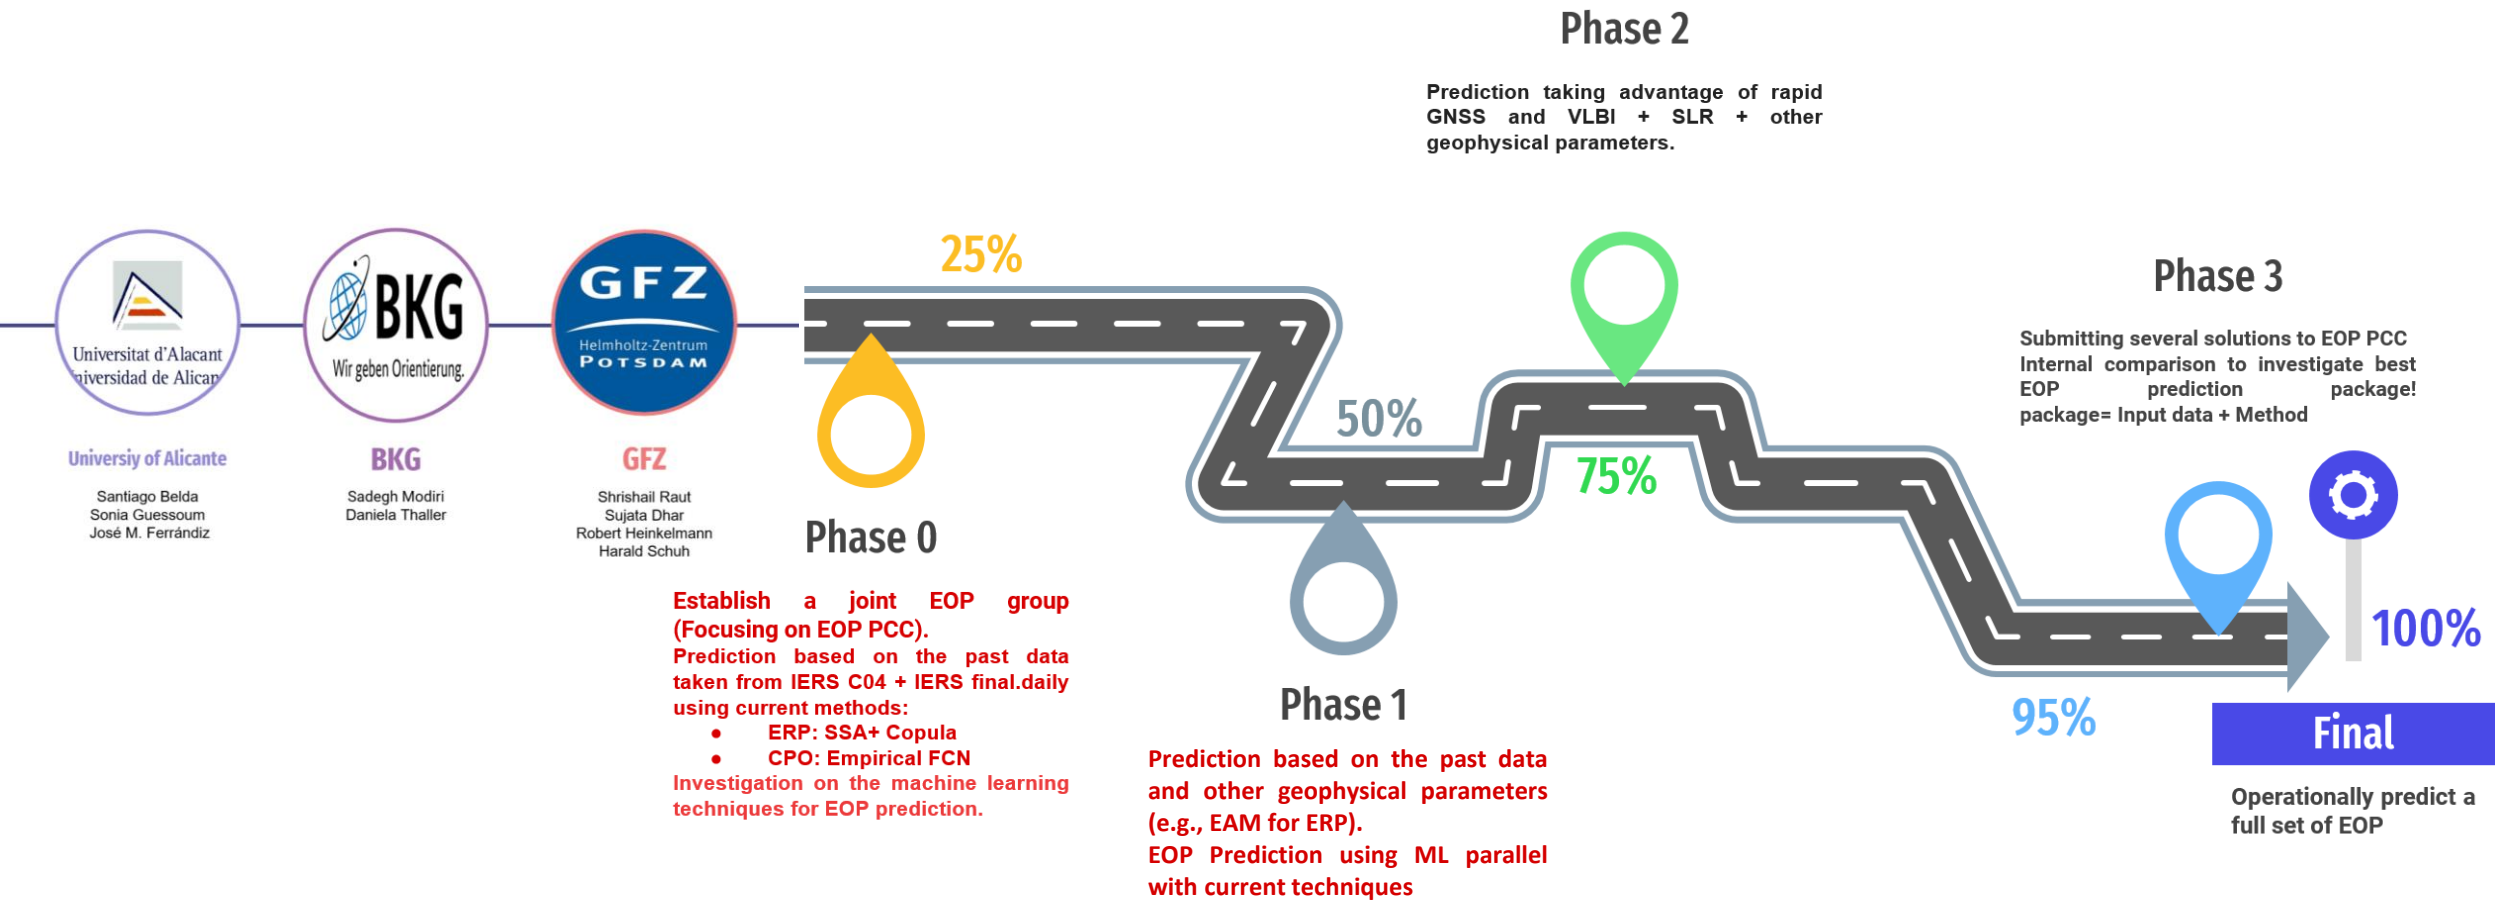 Universitat d'Alacant
Universidad de Alican
BKG
Wir geben Orientierung.
GFZ
Helmholtz-Zentrum
POTSDAM
Universiy of Alicante
Santiago Belda
Sonia Guessoum
José M. Ferrándiz
BKG
Sadegh Modiri
Daniela Thaller
GFZ
Shrishail Raut
Sujata Dhar
Robert Heinkelmann
Harald Schuh
25%
Phase 0
Establish a joint EOP group
(Focusing on EOP PCC).
Prediction based on the past data
taken from IERS C04 + IERS final.daily
using current methods:
● ERP: SSA+ Copula
● CPO: Empirical FCN
Investigation on the machine learning
techniques for EOP prediction.
50%
Phase 1
Prediction based on the past data
and other geophysical parameters
(e.g., EAM for ERP).
EOP Prediction using ML parallel
with current techniques
Phase 2
Prediction taking advantage of rapid
GNSS and VLBI + SLR + other
geophysical parameters.
75%
Phase 3
Submitting several solutions to EOP PCC
Internal comparison to investigate best
EOP prediction package!
package= Input data + Method
95%
100%
Final
Operationally predict a
full set of EOP